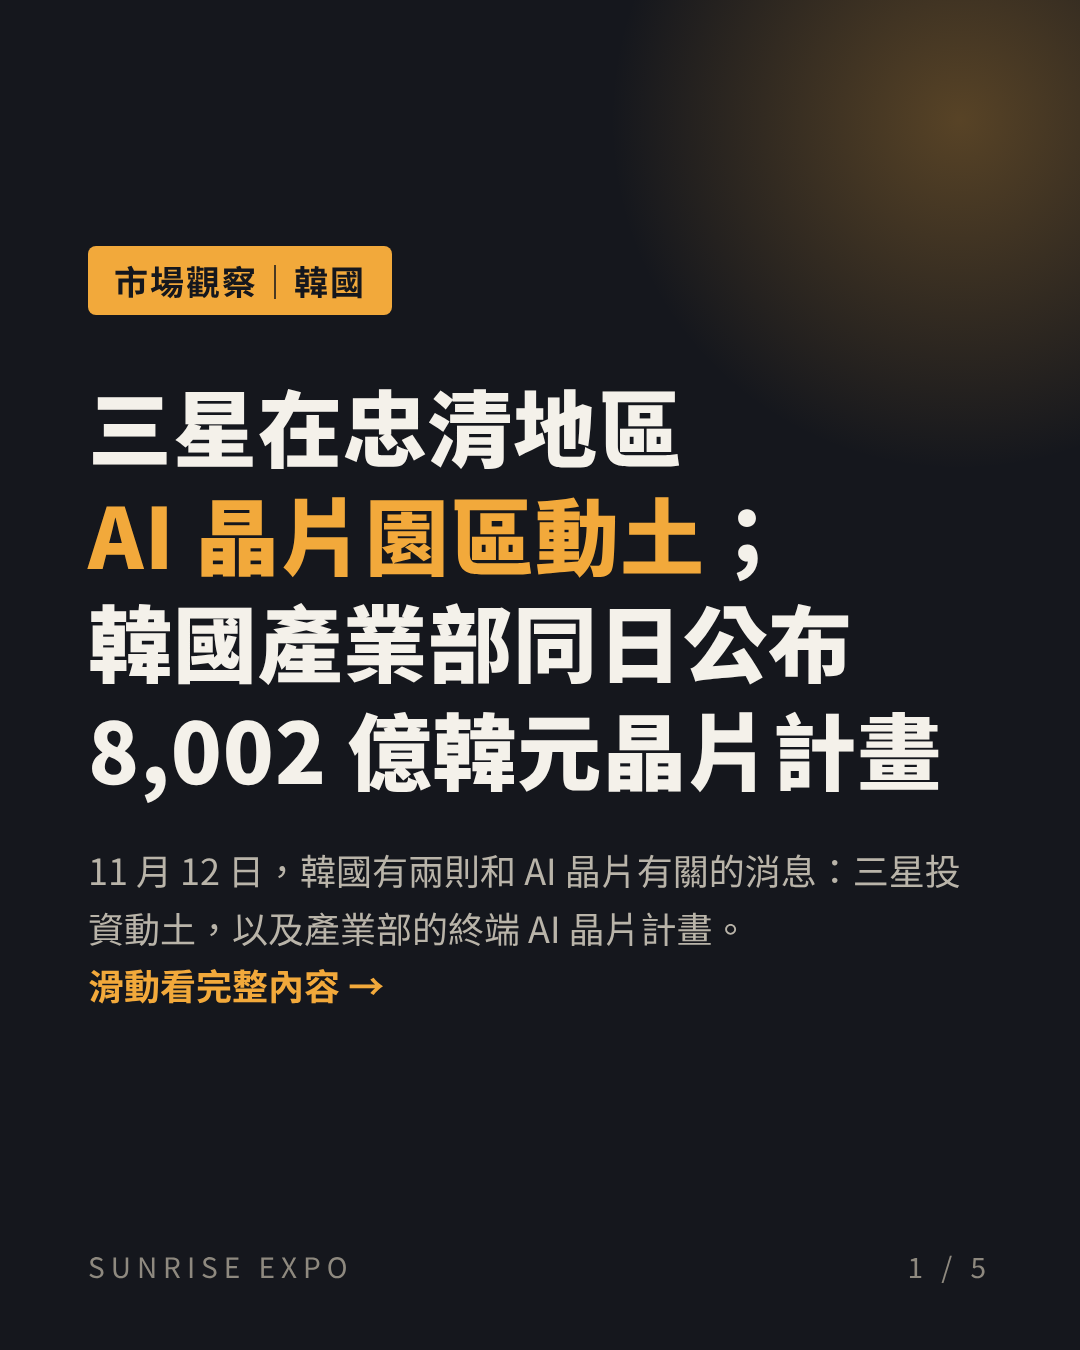 市場觀察｜韓國
三星在忠清地區
AI 晶片園區動土；
韓國產業部同日公布
8,002 億韓元晶片計畫
11 月 12 日，韓國有兩則和 AI 晶片有關的消息：三星投
資動土，以及產業部的終端 AI 晶片計畫。
滑動看完整內容 →
SUNRISE EXPO
1 / 5